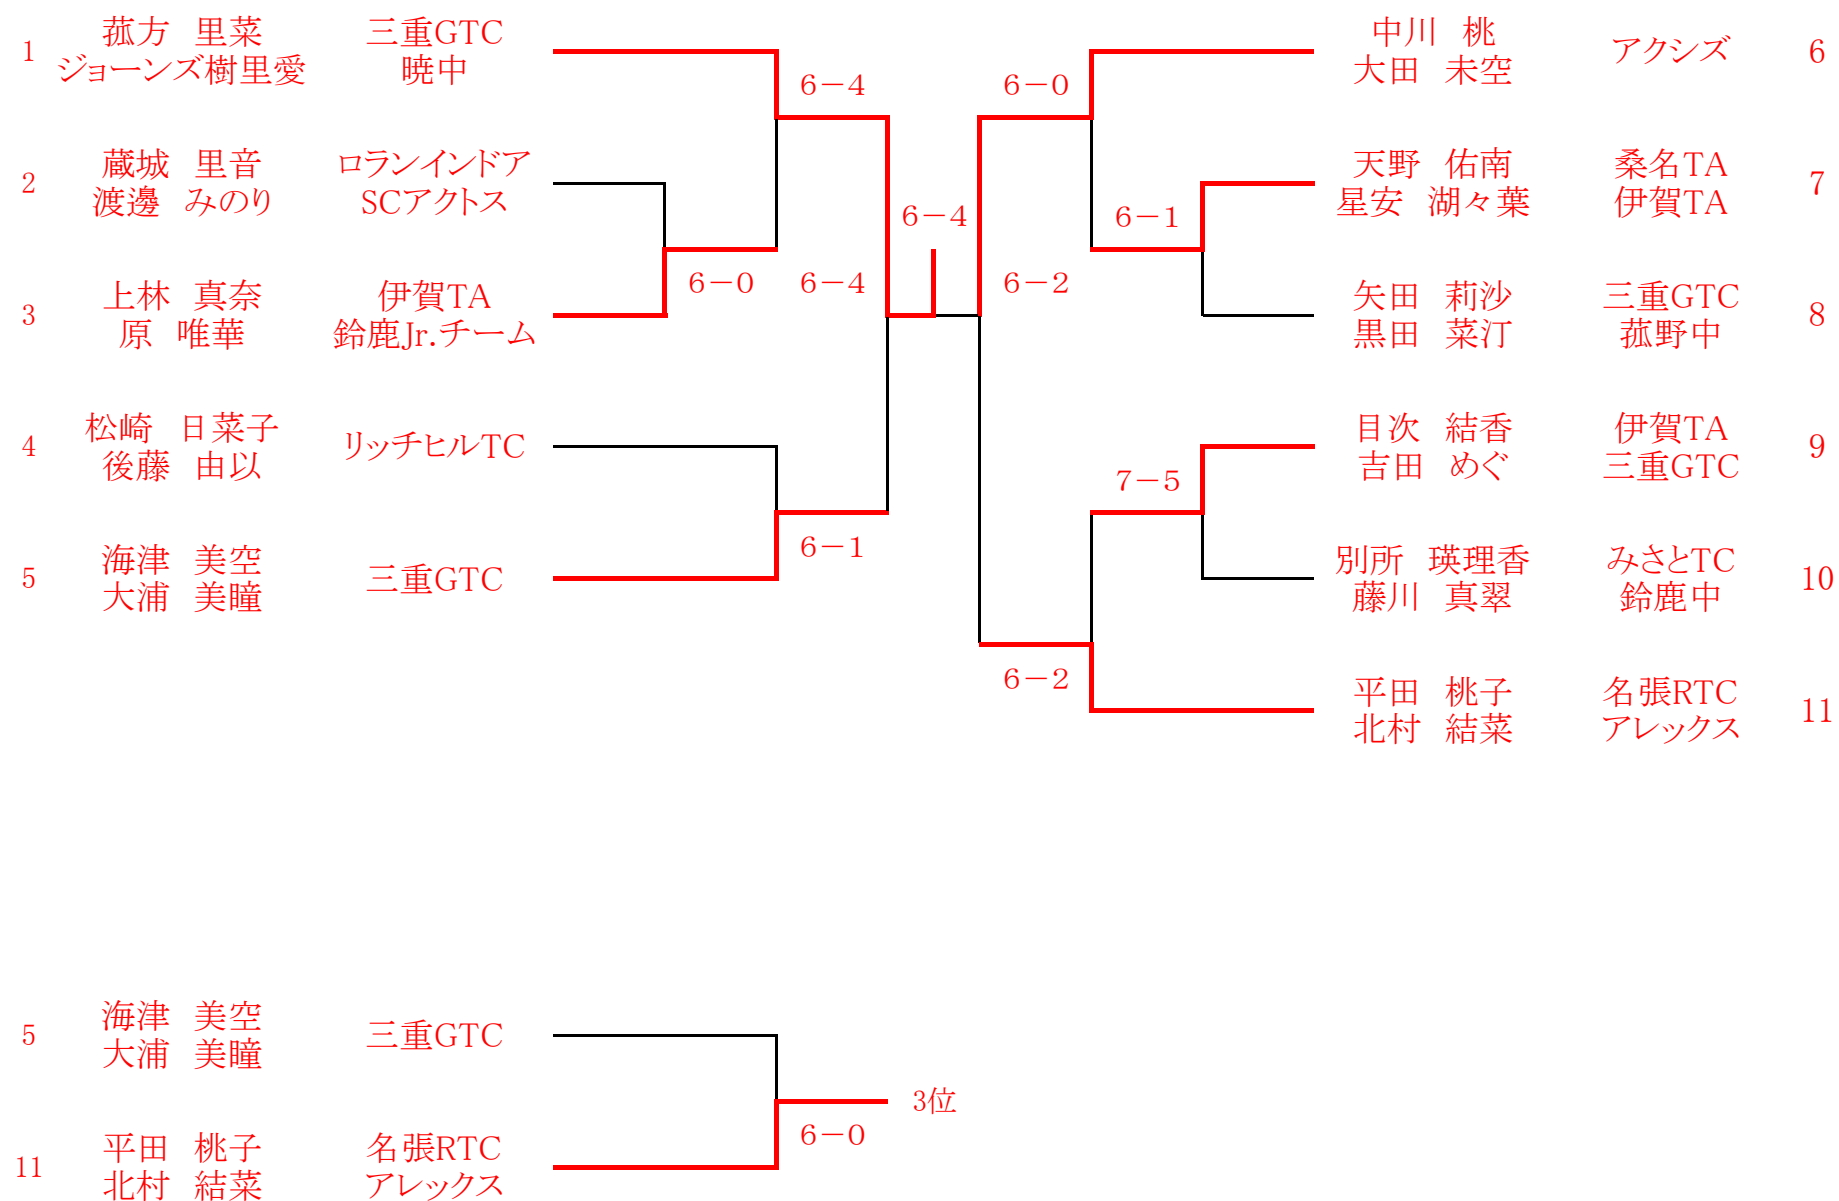 1
菰方 里菜
ジョーンズ樹里愛
三重GTC
暁中
2
蔵城 里音
渡邊 みのり
ロランインドア
SCアクトス
3
上林 真奈
原 唯華
伊賀TA
鈴鹿Jr.チーム
4
松崎 日菜子
後藤 由以
リッチヒルTC
5
海津 美空
大浦 美瞳
三重GTC
6－4
6－0
6－4
6－1
6－4
6－0
6－2
6－1
7－5
6－2
中川 桃
大田 未空
アクシズ
6
天野 佑南
星安 湖々葉
桑名TA
伊賀TA
7
矢田 莉沙
黒田 菜汀
三重GTC
菰野中
8
目次 結香
吉田 めぐ
伊賀TA
三重GTC
9
別所 瑛理香
藤川 真翠
みさとTC
鈴鹿中
10
平田 桃子
北村 結菜
名張RTC
アレックス
11
5
海津 美空
大浦 美瞳
三重GTC
11
平田 桃子
北村 結菜
名張RTC
アレックス
6－0
3位